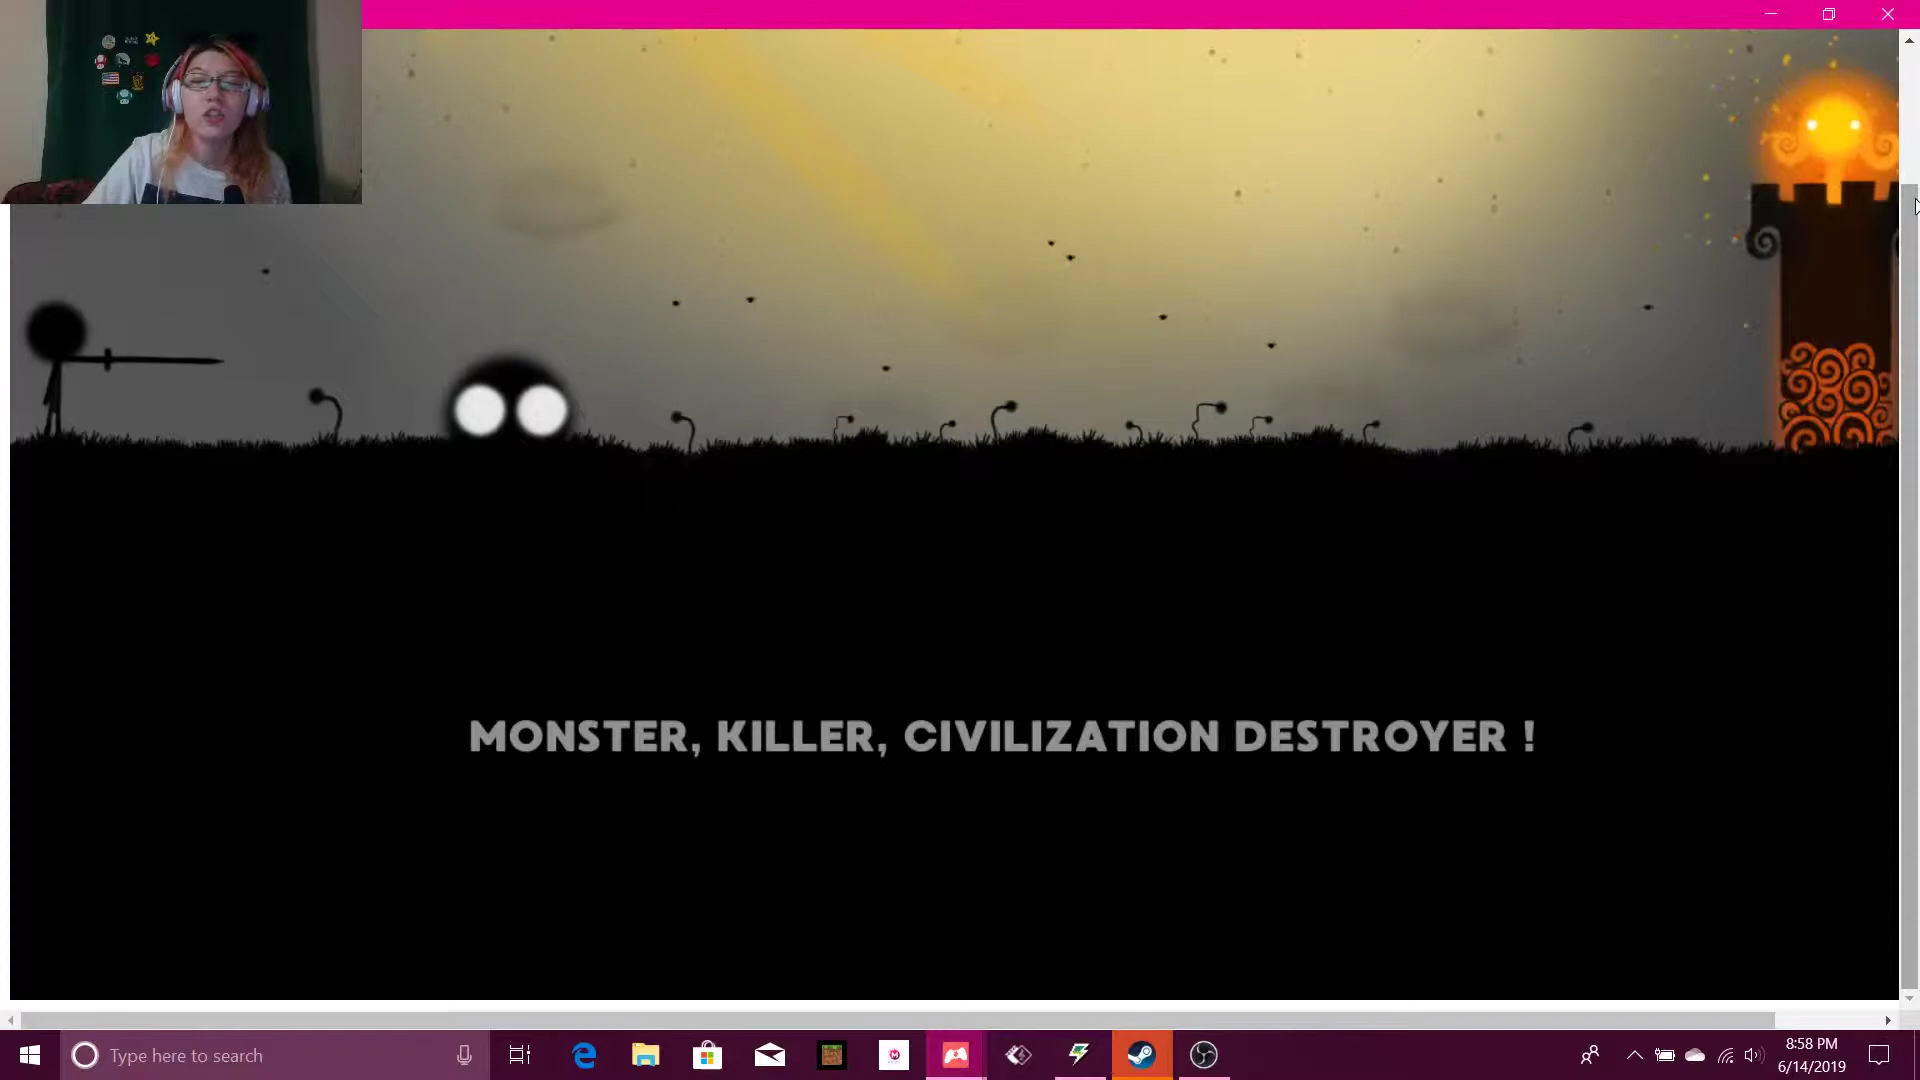 MONSTER, KILLER, CIVILIZATION DESTROYER !
Type here to search
8:58 PM
6/14/2019